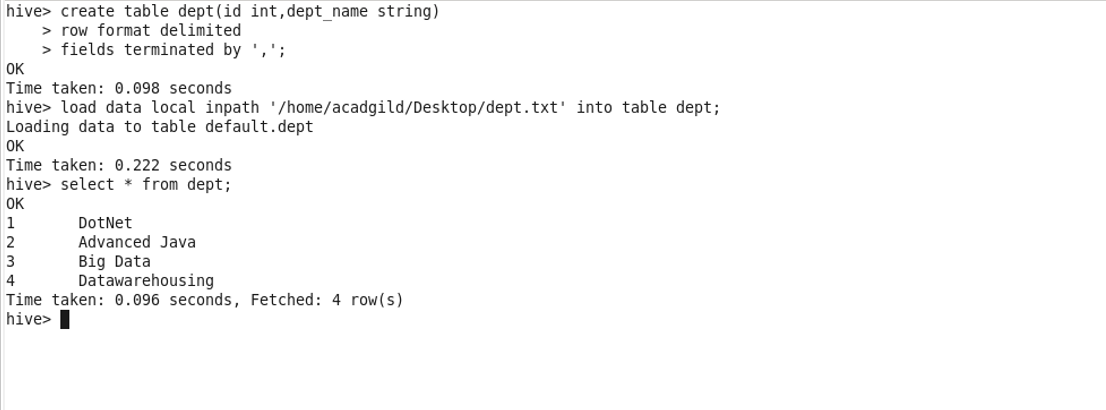 hive> create table dept(id int,dept_name string)
    > row format delimited
    > fields terminated by ',';
OK
Time taken: 0.098 seconds
hive> load data local inpath '/home/acadgild/Desktop/dept.txt' into table dept;
Loading data to table default.dept
OK
Time taken: 0.222 seconds
hive> select * from dept;
OK
1       DotNet
2       Advanced Java
3       Big Data
4       Datawarehousing
Time taken: 0.096 seconds, Fetched: 4 row(s)
hive>